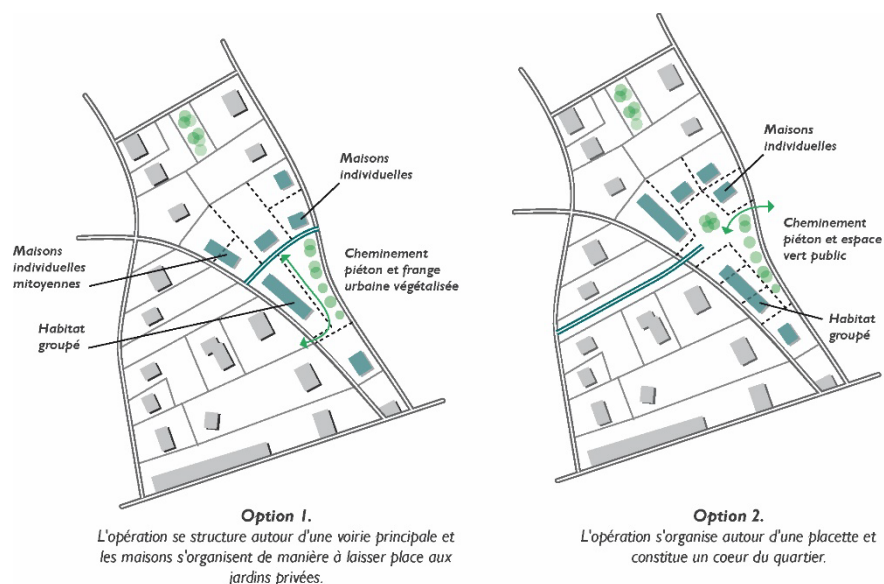 Maisons
individuelles
Maisons
individuelles
mitoyennes
Cheminement
piéton et frange
urbaine végétalisée
Habitat
groupé
Option 1.
L'opération se structure autour d'une voirie principale et
les maisons s'organisent de manière à laisser place aux
jardins privées.
Maisons
individuelles
Cheminement
piéton et espace
vert public
Habitat
groupé
Option 2.
L'opération s'organise autour d'une placette et
constitue un coeur du quartier.